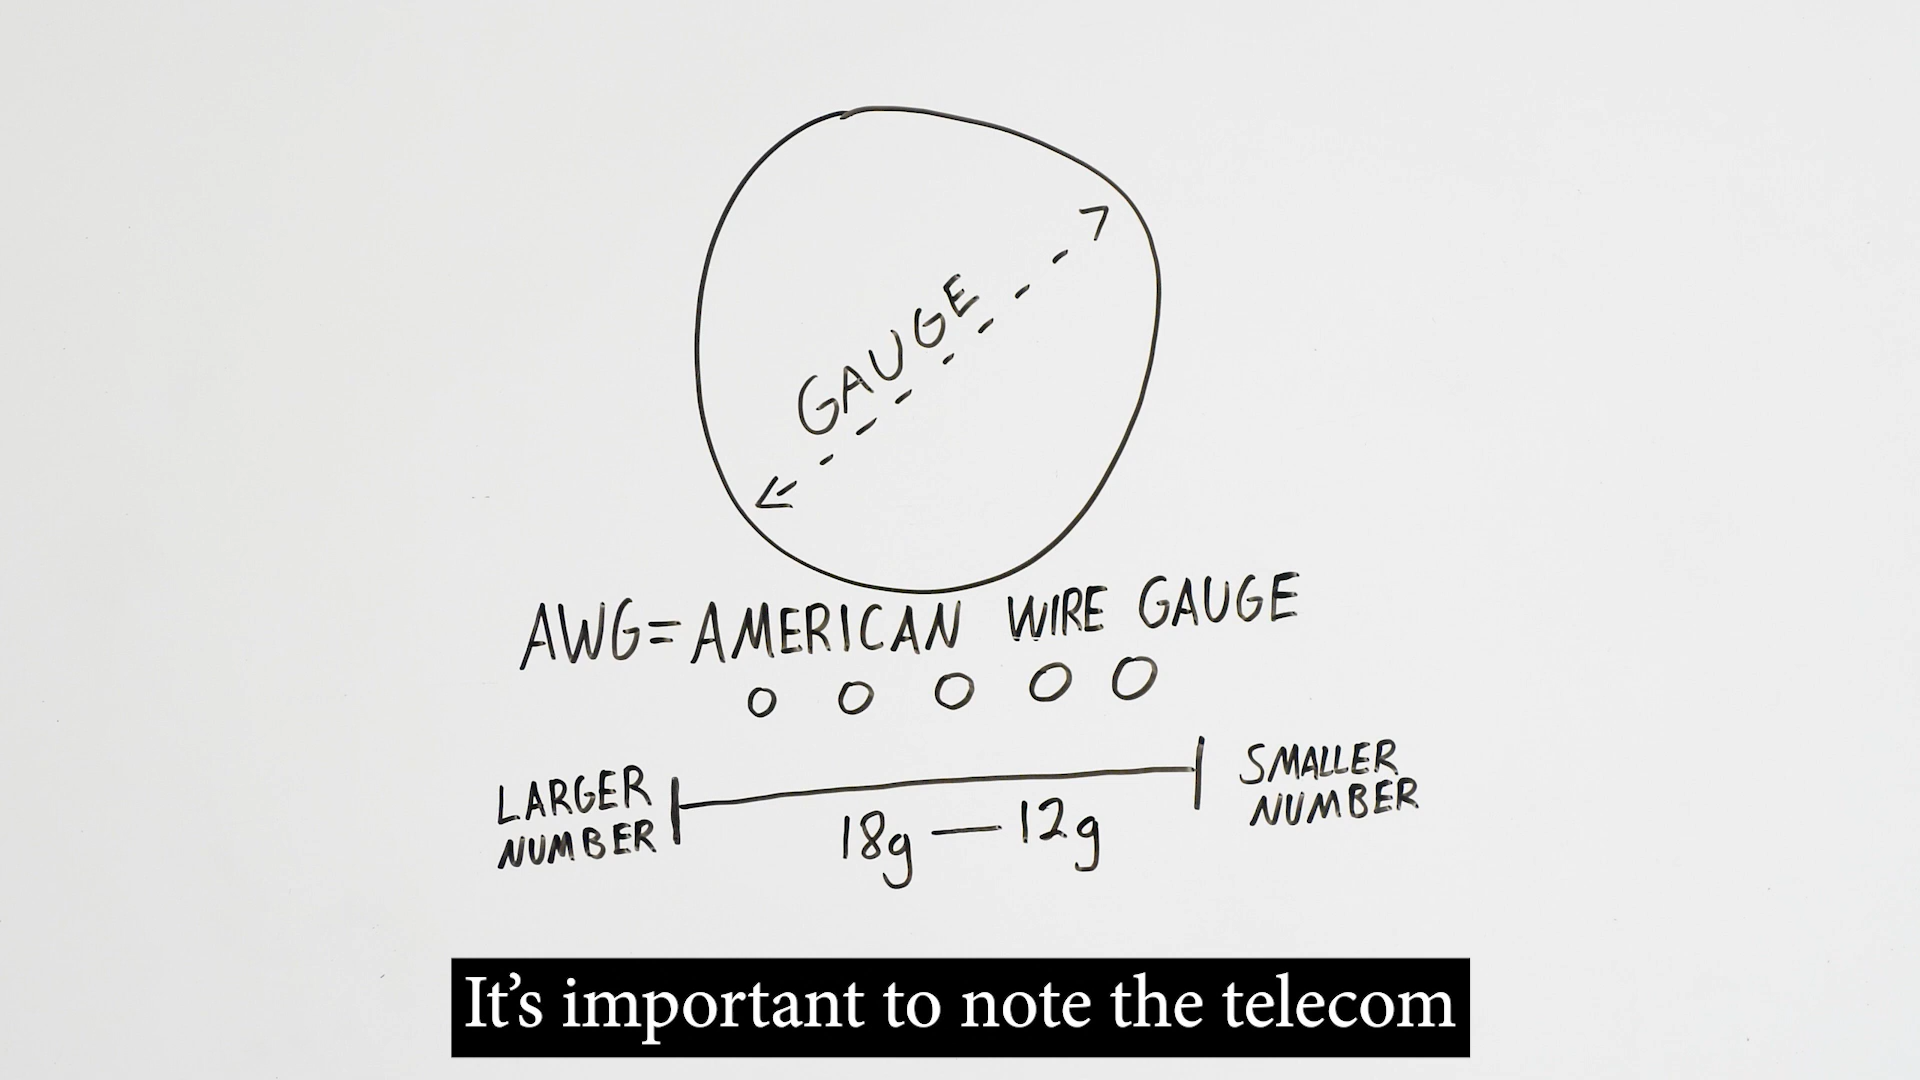 GAUGE
AWG=AMERICAN WIRE GAUGE
LARGER
NUMBER
SMALLER
NUMBER
18g — 12g
It's important to note the telecom